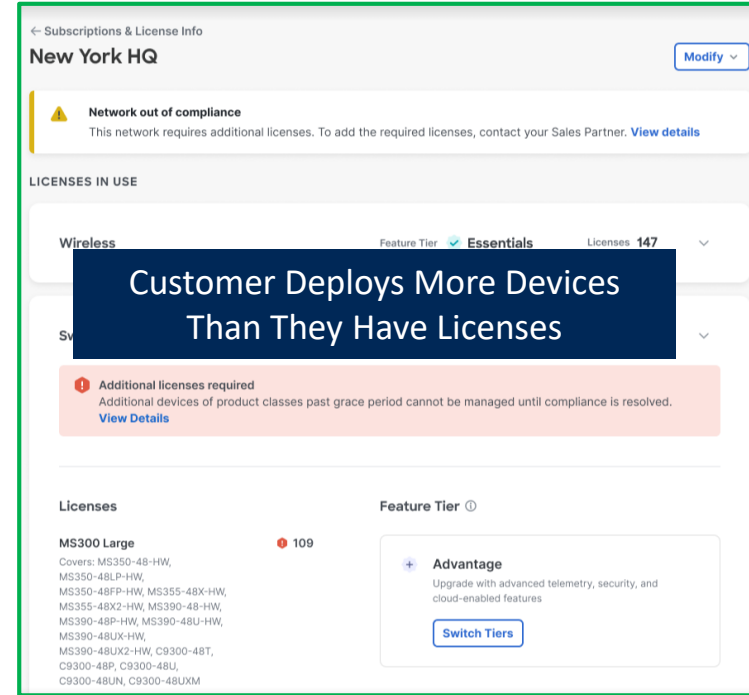 ← Subscriptions & License Info
New York HQ
Modify
Network out of compliance
This network requires additional licenses. To add the required licenses, contact your Sales Partner. View details
LICENSES IN USE
Wireless Feature Tier Essentials Licenses 147
Customer Deploys More Devices
Than They Have Licenses
Additional licenses required
Additional devices of product classes past grace period cannot be managed until compliance is resolved.
View Details
Licenses
MS300 Large 109
Covers: MS350-48-HW,
MS350-48LP-HW,
MS350-48FP-HW, MS355-48X-HW,
MS355-48X2-HW, MS390-48-HW,
MS390-48P-HW, MS390-48U-HW,
MS390-48UX-HW,
MS390-48UX2-HW, C9300-48T,
C9300-48P, C9300-48U,
C9300-48UN, C9300-48UXM
Feature Tier
Advantage
Upgrade with advanced telemetry, security, and
cloud-enabled features
Switch Tiers